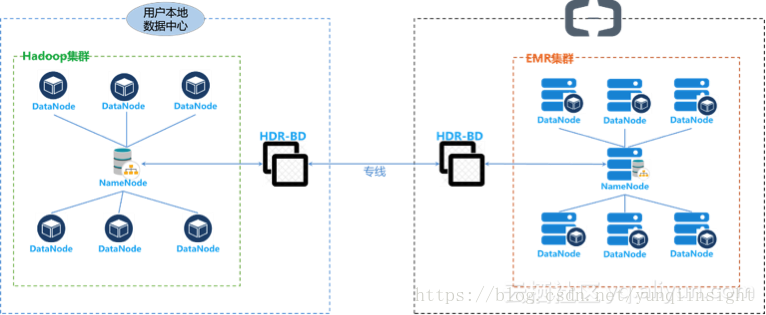 用户本地
数据中心
Hadoop集群
DataNode
DataNode
DataNode
HDR-BD
NameNode
DataNode
DataNode
DataNode
专线
EMR集群
DataNode
DataNode
DataNode
HDR-BD
NameNode
DataNode
DataNode
DataNode
https://blog.csdn.net/yunqiinsight